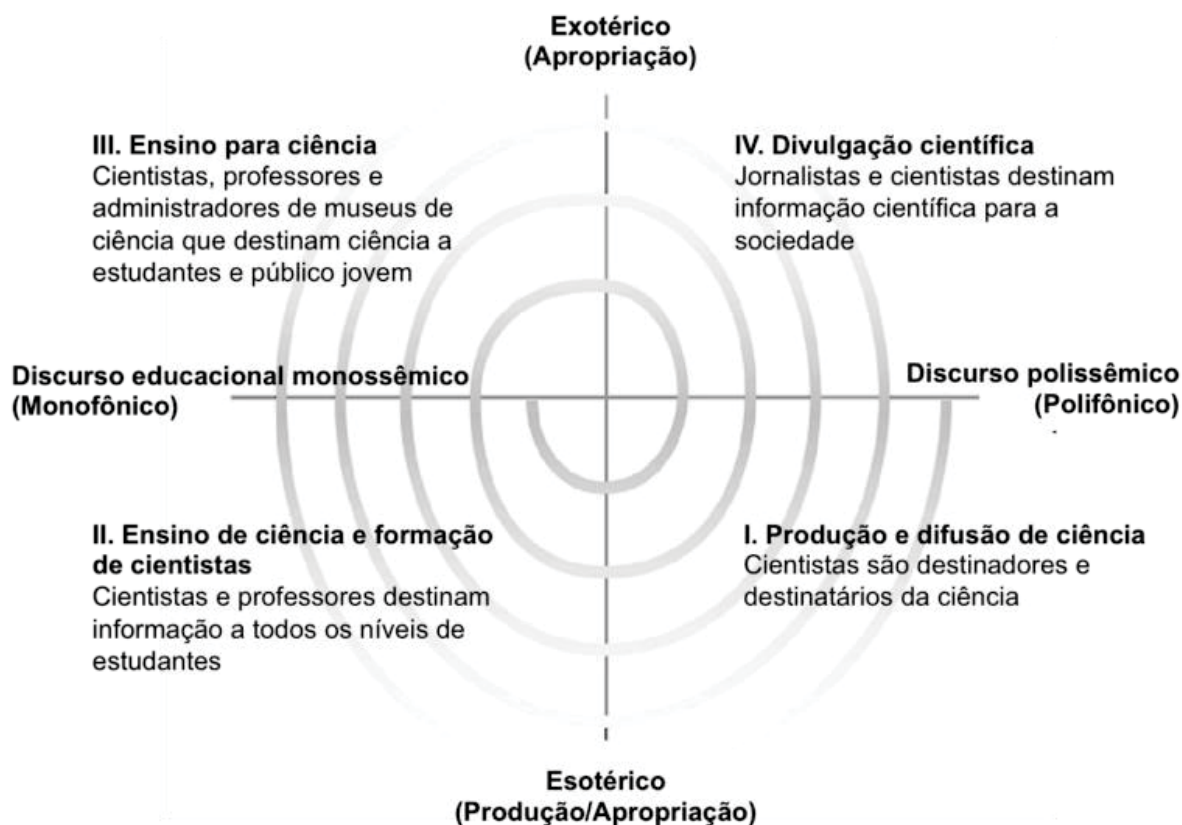 Exotérico
(Apropriação)
III. Ensino para ciência
Cientistas, professores e
administradores de museus de
ciência que destinam ciência a
estudantes e público jovem
IV. Divulgação científica
Jornalistas e cientistas destinam
informação científica para a
sociedade
Discurso educacional monossêmico
(Monofônico)
Discurso polissêmico
(Polifônico)
II. Ensino de ciência e formação
de cientistas
Cientistas e professores destinam
informação a todos os níveis de
estudantes
I. Produção e difusão de ciência
Cientistas são destinadores e
destinatários da ciência
Esotérico
(Produção/Apropriação)